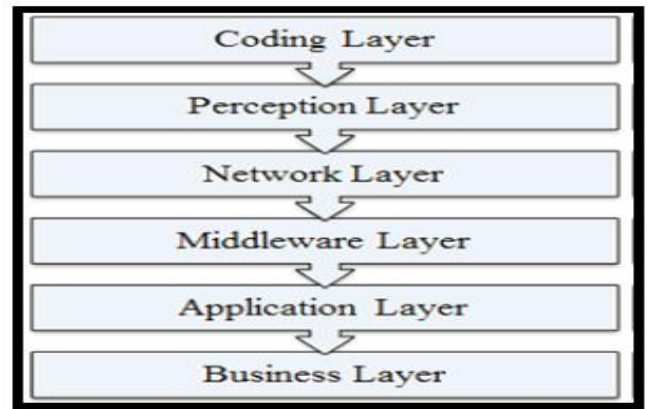 Coding Layer
Perception Layer
Network Layer
Middleware Layer
Application Layer
Business Layer